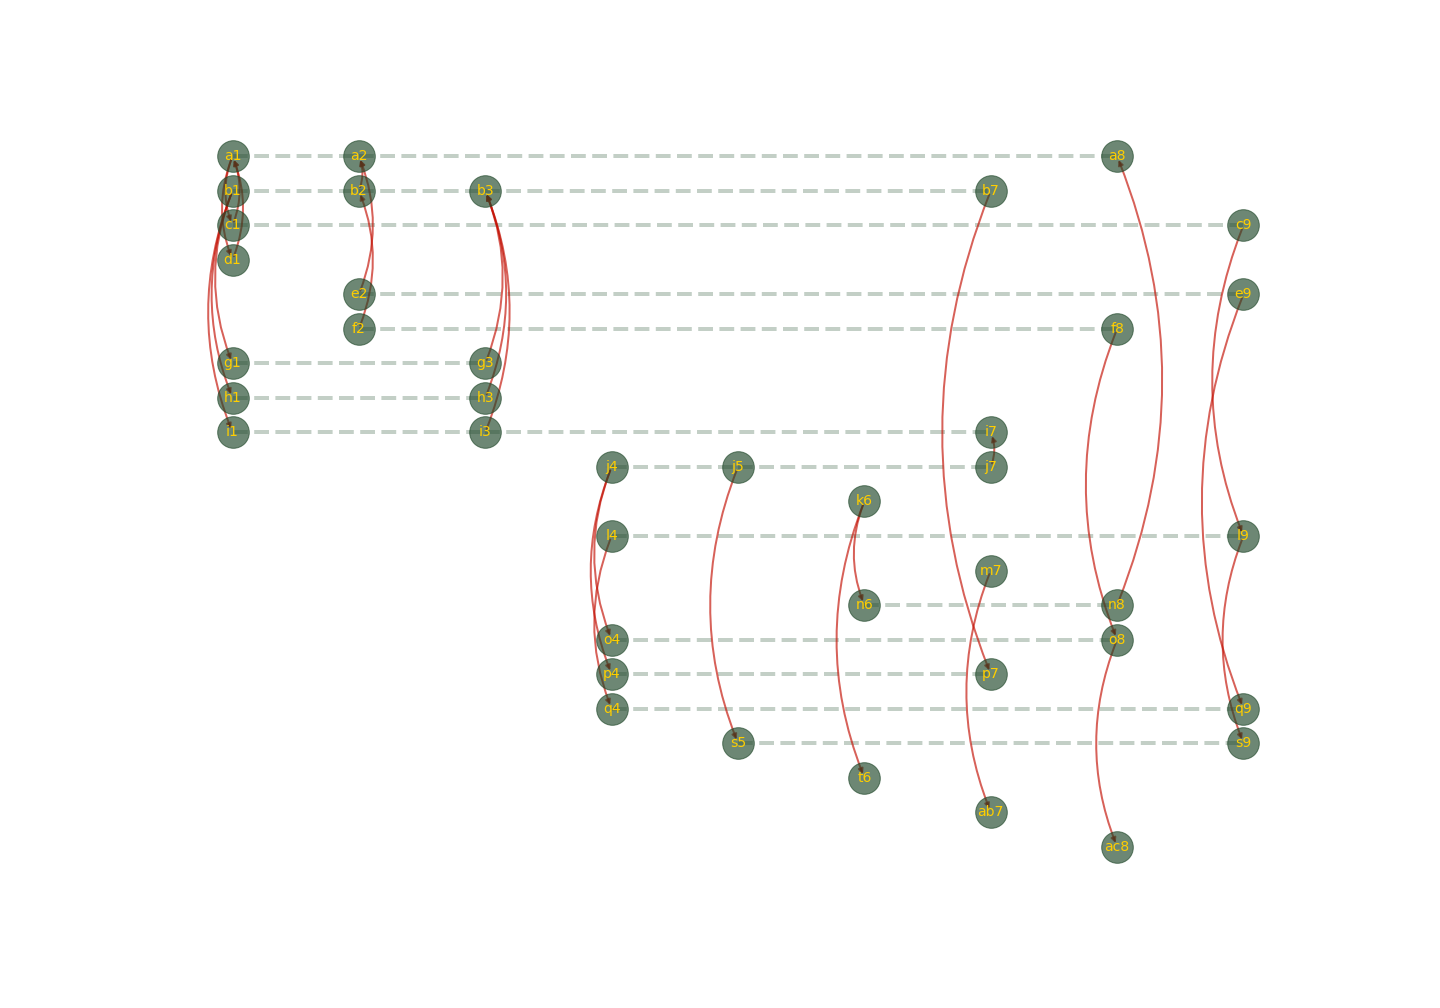 a1 a2 a8
b1 b2 b3 b7
c1 c9
d1
e2 e9
f2 f8
g1 g3
h1 h3
i1 i3 i7
j4 j5 j7
k6
l4 l9
m7
n6 n8
o4 o8
p4 p7
q4 q9
s5 s9
t6
ab7
ac8